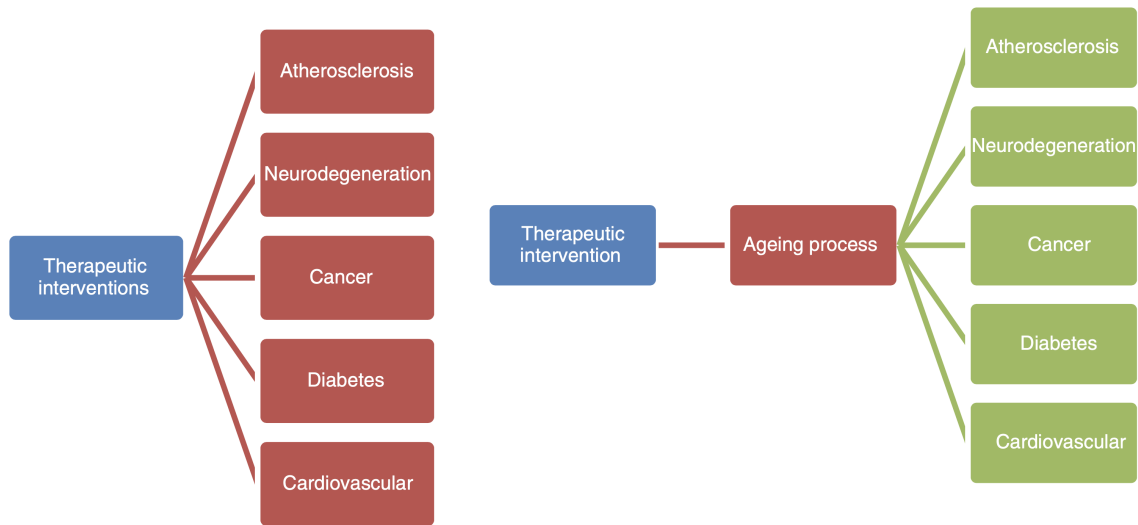 Therapeutic
interventions
Atherosclerosis
Neurodegeneration
Cancer
Diabetes
Cardiovascular
Therapeutic
intervention
Ageing process
Atherosclerosis
Neurodegeneration
Cancer
Diabetes
Cardiovascular